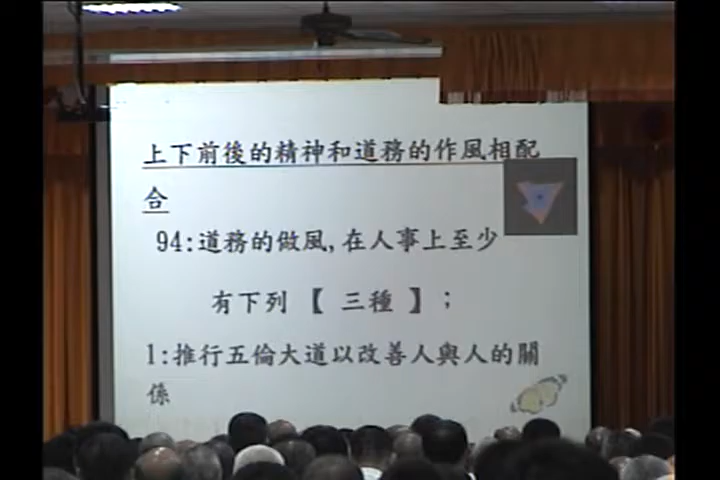 上下前後的精神和道務的作風相配
合
94:道務的做風,在人事上至少
有下列【三種】;
1:推行五倫大道以改善人與人的關
係